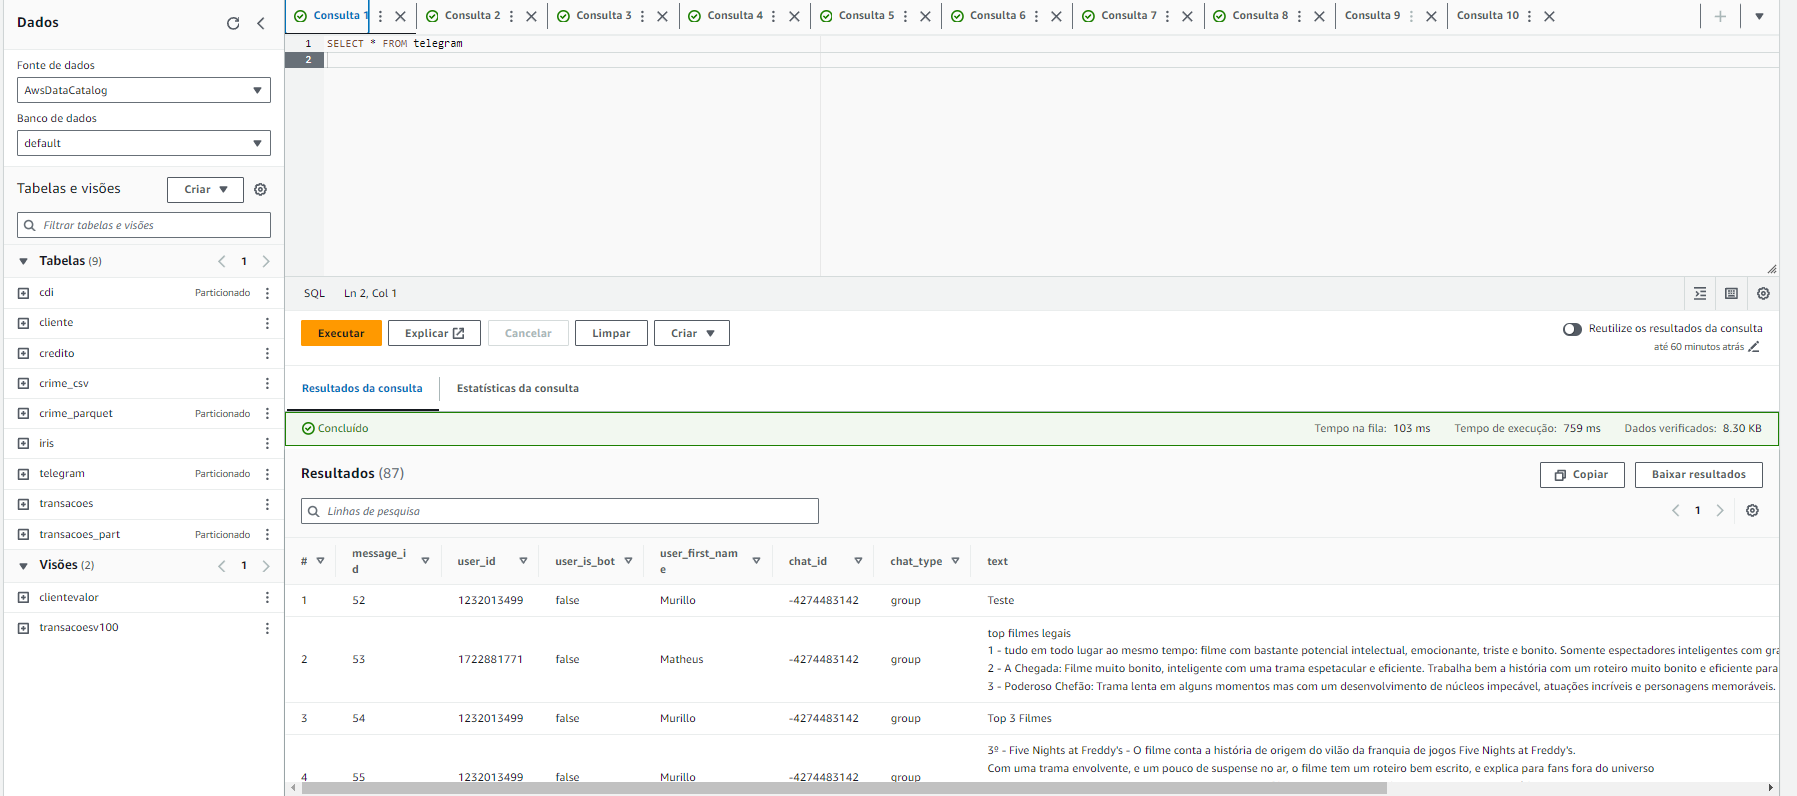 Dados
Fonte de dados
AwsDataCatalog
Banco de dados
default
Tabelas e visões
Criar
Filtrar tabelas e visões
Tabelas (9)
1
cdi
Particionado
cliente
credito
crime_csv
crime_parquet
Particionado
iris
telegram
Particionado
transacoes
transacoes_part
Particionado
Visões (2)
1
clientevalor
transacoesv100
Consulta 1
Consulta 2
Consulta 3
Consulta 4
Consulta 5
Consulta 6
Consulta 7
Consulta 8
Consulta 9
Consulta 10
1 SELECT * FROM telegram
2
SQL Ln 2, Col 1
Executar
Explicar
Cancelar
Limpar
Criar
Reutilize os resultados da consulta
até 60 minutos atrás
Resultados da consulta
Estatísticas da consulta
Concluído
Tempo na fila: 103 ms
Tempo de execução: 759 ms
Dados verificados: 8.30 KB
Resultados (87)
Copiar
Baixar resultados
Linhas de pesquisa
1
# message_id user_id user_is_bot user_first_name chat_id chat_type text
1 52 1232013499 false Murillo -4274483142 group Teste
2 53 1722881771 false Matheus -4274483142 group top filmes legais
1 - tudo em todo lugar ao mesmo tempo: filme com bastante potencial intelectual, emocionante, triste e bonito. Somente espectadores inteligentes com gra
2 - A Chegada: Filme muito bonito, inteligente com uma trama espetacular e eficiente. Trabalha bem a história com um roteiro muito bonito e eficiente para
3 - Poderoso Chefão: Trama lenta em alguns momentos mas com um desenvolvimento de núcleos impecável, atuações incríveis e personagens memoráveis.
3 54 1232013499 false Murillo -4274483142 group Top 3 Filmes
4 55 1232013499 false Murillo -4274483142 group 3º - Five Nights at Freddy's - O filme conta a história de origem do vilão da franquia de jogos Five Nights at Freddy's.
Com uma trama envolvente, e um pouco de suspense no ar, o filme tem um roteiro bem escrito, e explica para fans fora do universo